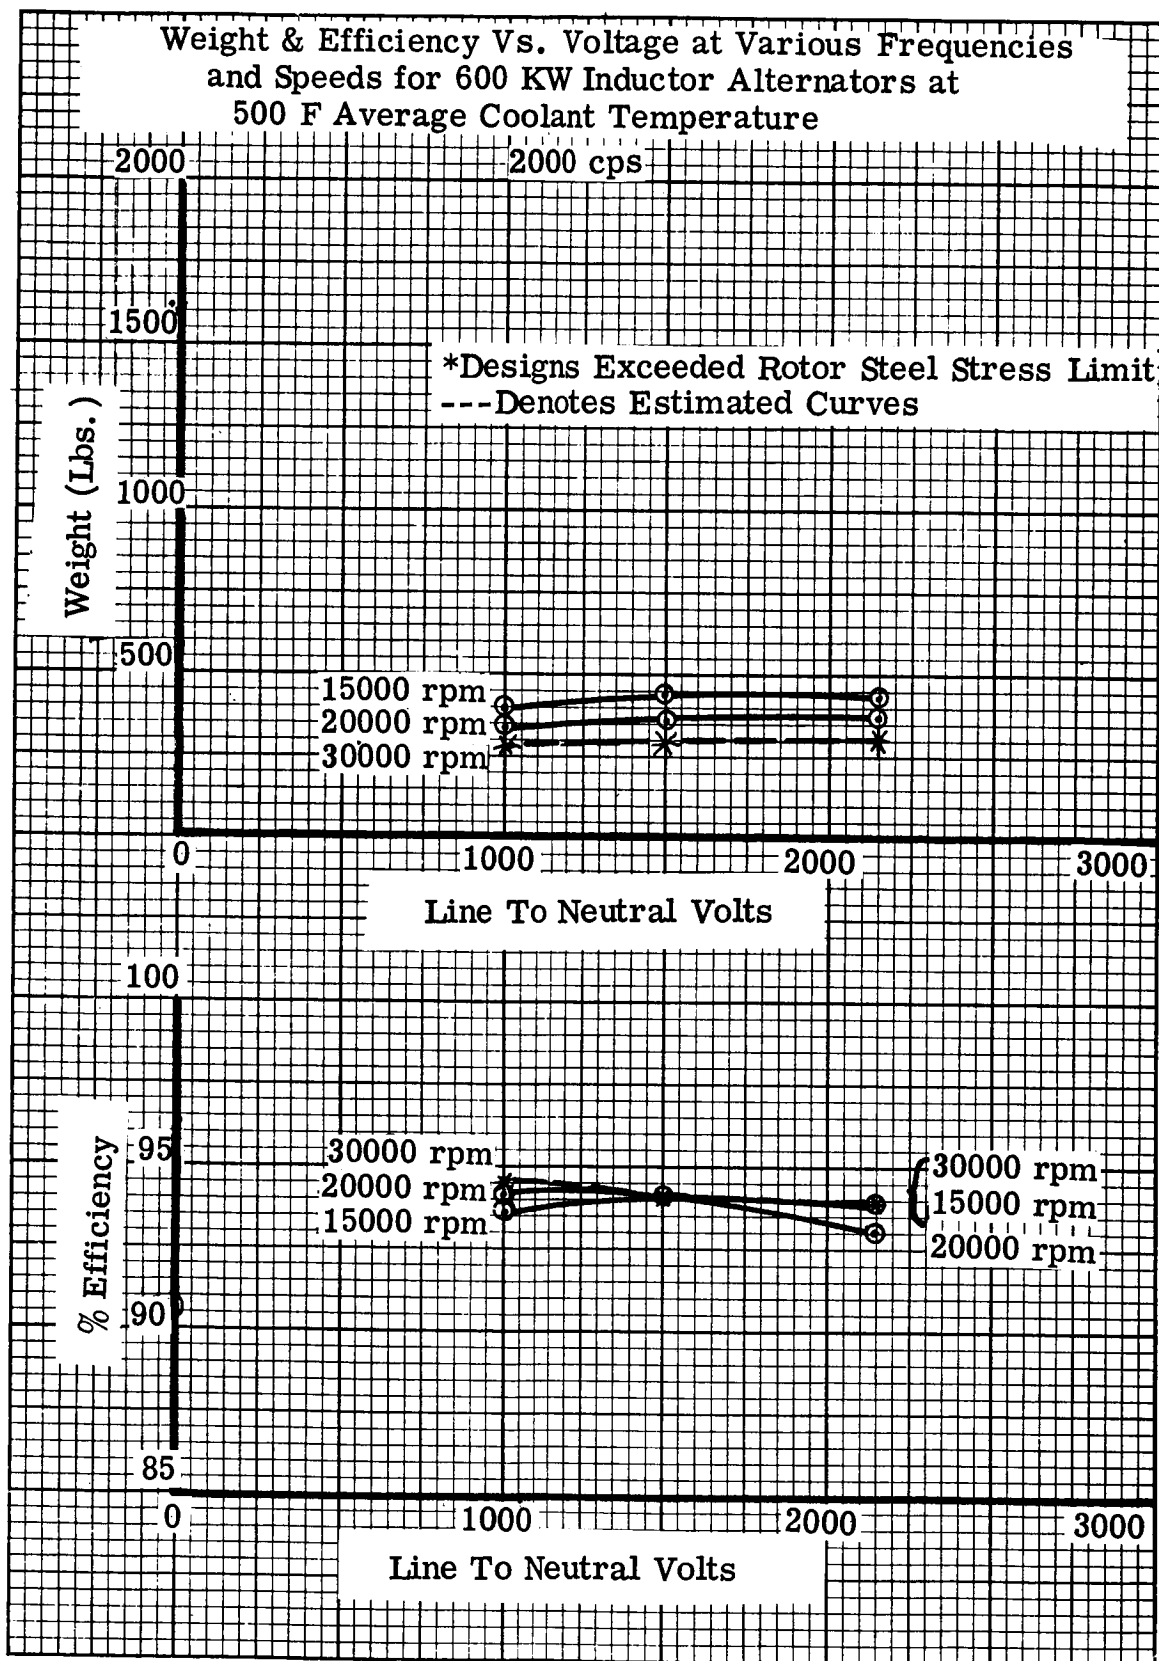 Weight & Efficiency Vs. Voltage at Various Frequencies
and Speeds for 600 KW Inductor Alternators at
500 F Average Coolant Temperature
2000
2000 cps
1500
*Designs Exceeded Rotor Steel Stress Limit
---Denotes Estimated Curves
Weight (Lbs.)
1000
500
15000 rpm
20000 rpm
30000 rpm
0
1000
2000
3000
Line To Neutral Volts
100
% Efficiency
95
30000 rpm
20000 rpm
15000 rpm
30000 rpm
15000 rpm
20000 rpm
90
85
0
1000
2000
3000
Line To Neutral Volts